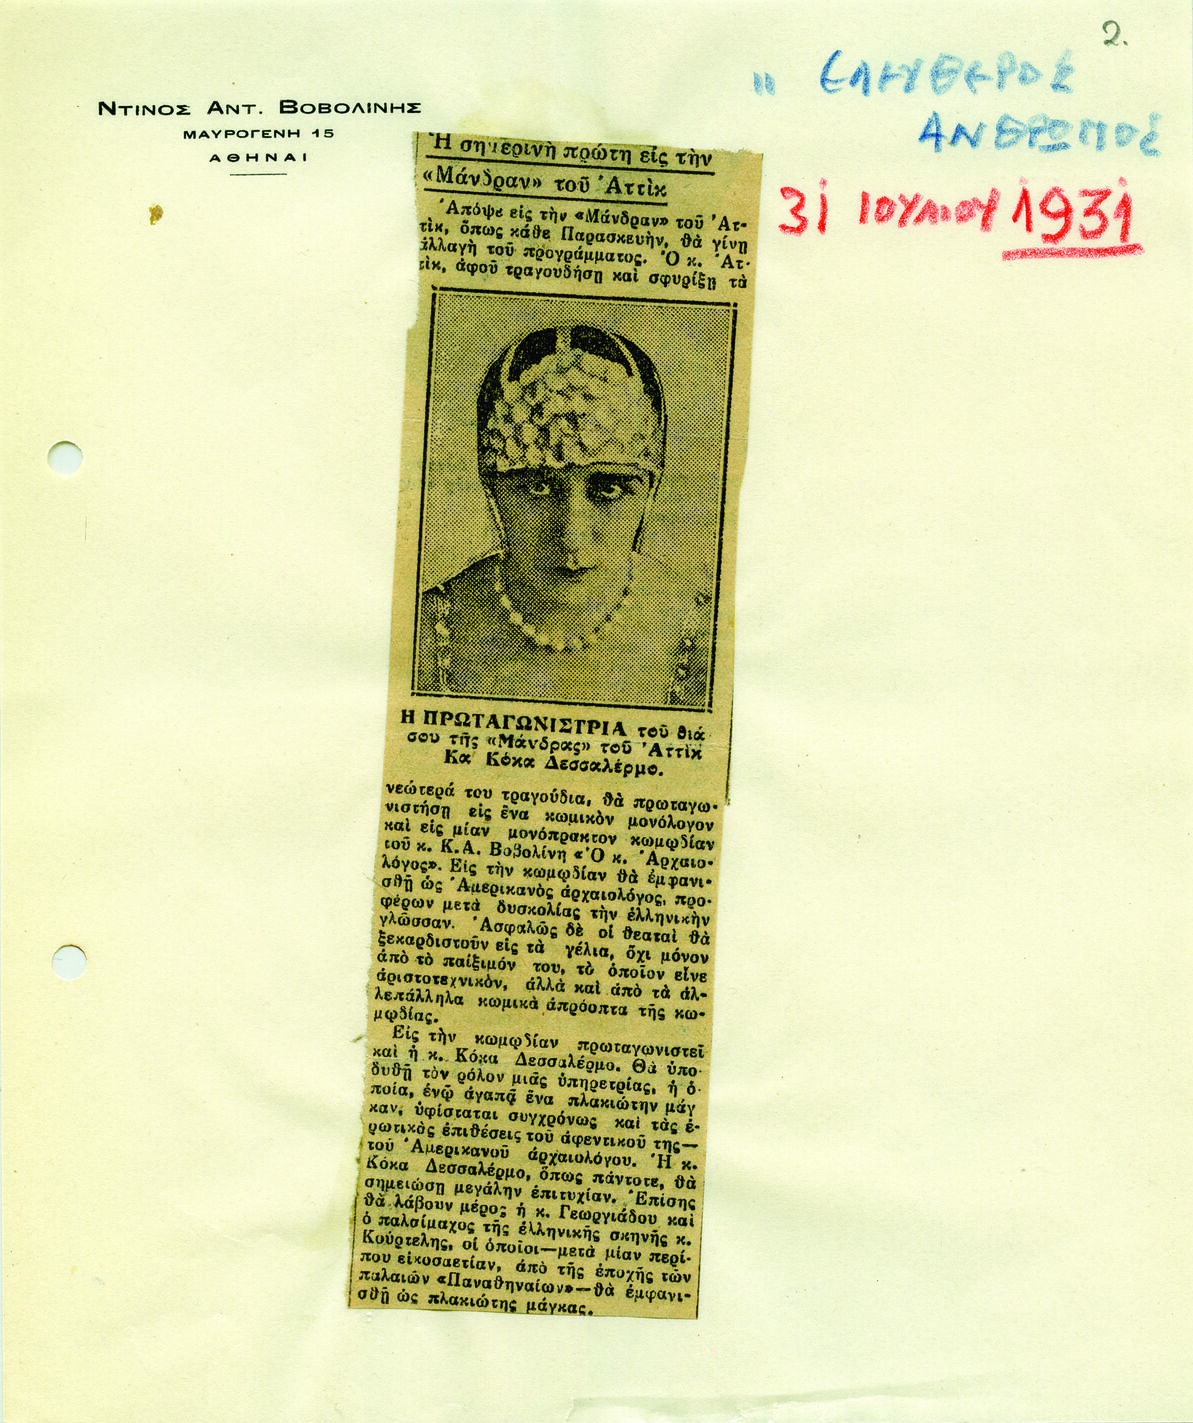 2.
ΝΤΙΝΟΣ ΑΝΤ. ΒΟΒΟΛΙΝΗΣ
ΜΑΥΡΟΓΕΝΗ 15
ΑΘΗΝΑΙ
" ΕΛΕΥΘΕΡΟΣ
ΑΝΘΡΩΠΟΣ
31 ΙΟΥΛΙΟΥ 1931
Ἡ σημερινὴ πρώτη εἰς τὴν
«Μάνδραν» τοῦ Ἀττὶκ
Ἀπόψε εἰς τὴν «Μάνδραν» τοῦ Ἀτ-
τὶκ, ὅπως κάθε Παρασκευὴν, θὰ γίνῃ
ἀλλαγὴ τοῦ προγράμματος. Ὁ κ. Ἀτ-
τὶκ, ἀφοῦ τραγουδήσῃ καὶ σφυρίξῃ τὰ
Η ΠΡΩΤΑΓΩΝΙΣΤΡΙΑ τοῦ θιά
σου τῆς «Μάνδρας» τοῦ Ἀττὶκ
Κα Κόκα Δεσσαλέρμο.
νεώτερά του τραγούδια, θὰ πρωταγω-
νιστήσῃ εἰς ἕνα κωμικὸν μονόλογον
καὶ εἰς μίαν μονόπρακτον κωμῳδίαν
τοῦ κ. Κ.Α. Βοβολίνη «Ὁ κ. Ἀρχαιο-
λόγος». Εἰς τὴν κωμῳδίαν θὰ ἐμφανι-
σθῇ ὡς Ἀμερικανὸς ἀρχαιολόγος, προ-
φέρων μετὰ δυσκολίας τὴν ἑλληνικὴν
γλῶσσαν. Ἀσφαλῶς δὲ οἱ θεαταὶ θὰ
ξεκαρδιστοῦν εἰς τὰ γέλια, ὄχι μόνον
ἀπὸ τὸ παίξιμόν του, τὸ ὁποῖον εἶνε
ἀριστοτεχνικὸν, ἀλλὰ καὶ ἀπὸ τὰ ἀλ-
λεπάλληλα κωμικὰ ἀπρόοπτα τῆς κω-
μῳδίας.
Εἰς τὴν κωμῳδίαν πρωταγωνιστεῖ
καὶ ἡ κ. Κόκα Δεσσαλέρμο. Θὰ ὑπο-
δυθῇ τὸν ρόλον μιᾶς ὑπηρετρίας, ἡ ὁ-
ποία, ἐνῷ ἀγαπᾷ ἕνα πλακιώτην μάγ
καν, ὑφίσταται συγχρόνως καὶ τὰς ἐ-
ρωτικὸς ἐπιθέσεις τοῦ ἀφεντικοῦ της—
τοῦ Ἀμερικανοῦ ἀρχαιολόγου. Ἡ κ.
Κόκα Δεσσαλέρμο, ὅπως πάντοτε, θὰ
σημειώσῃ μεγάλην ἐπιτυχίαν. Ἐπίσης
θὰ λάβουν μέρος ἡ κ. Γεωργιάδου καὶ
ὁ παλαίμαχος τῆς ἑλληνικῆς σκηνῆς κ.
Κούρτελης, οἱ ὁποῖοι—μετὰ μίαν περί-
που εἰκοσαετίαν, ἀπὸ τῆς ἐποχῆς τῶν
παλαιῶν «Παναθηναίων»—θὰ ἐμφανι-
σθῇ ὡς πλακιώτης μάγκας.